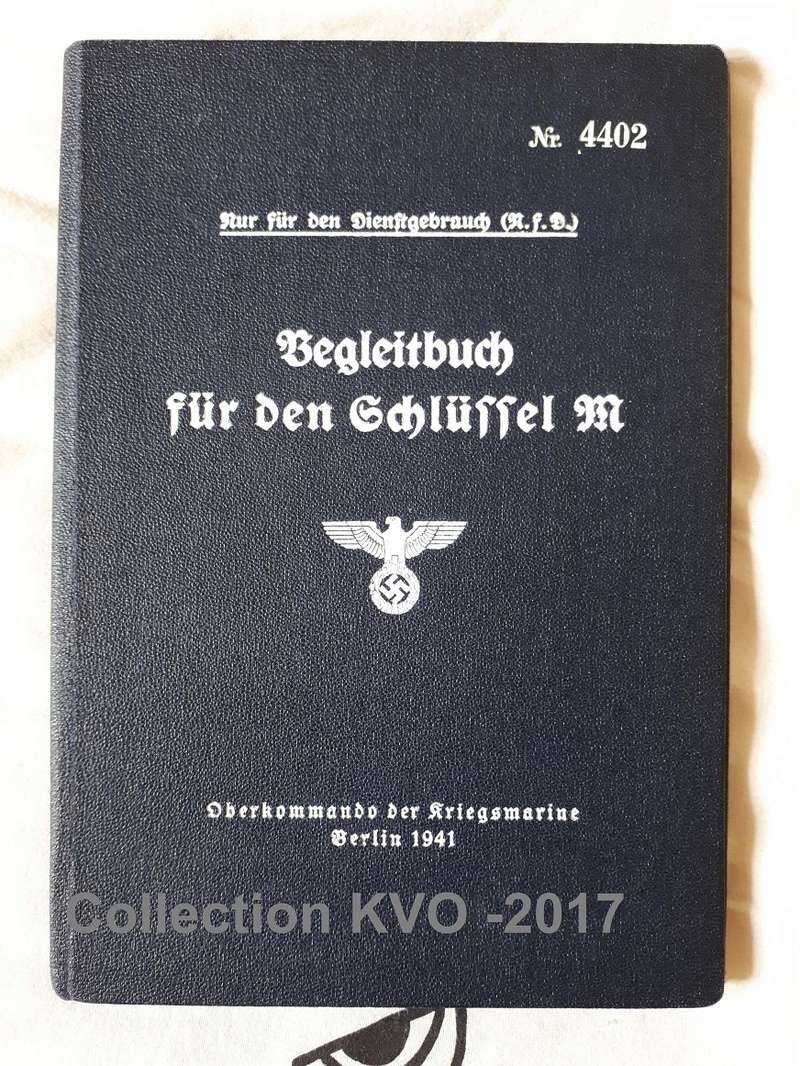 Nr. 4402
Nur für den Dienstgebrauch (N.f.D.)
Begleitbuch
für den Schlüssel M
Oberkommando der Kriegsmarine
Berlin 1941
Collection KVO -2017